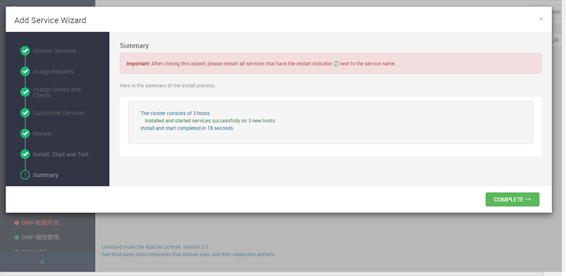 Add Service Wizard
×
Choose Services
Assign Masters
Assign Slaves and
Clients
Customize Services
Review
Install, Start and Test
7
Summary
Summary
Important: After closing this wizard, please restart all services that have the restart indicator next to the service name.
Here is the summary of the install process.
The cluster consists of 3 hosts
Installed and started services successfully on 3 new hosts
Install and start completed in 18 seconds
COMPLETE →
DMP-数据开发...
DMP-模型管理...
Licensed under the Apache License, Version 2.0.
See third-party tools/resources that Ambari uses and their respective authors